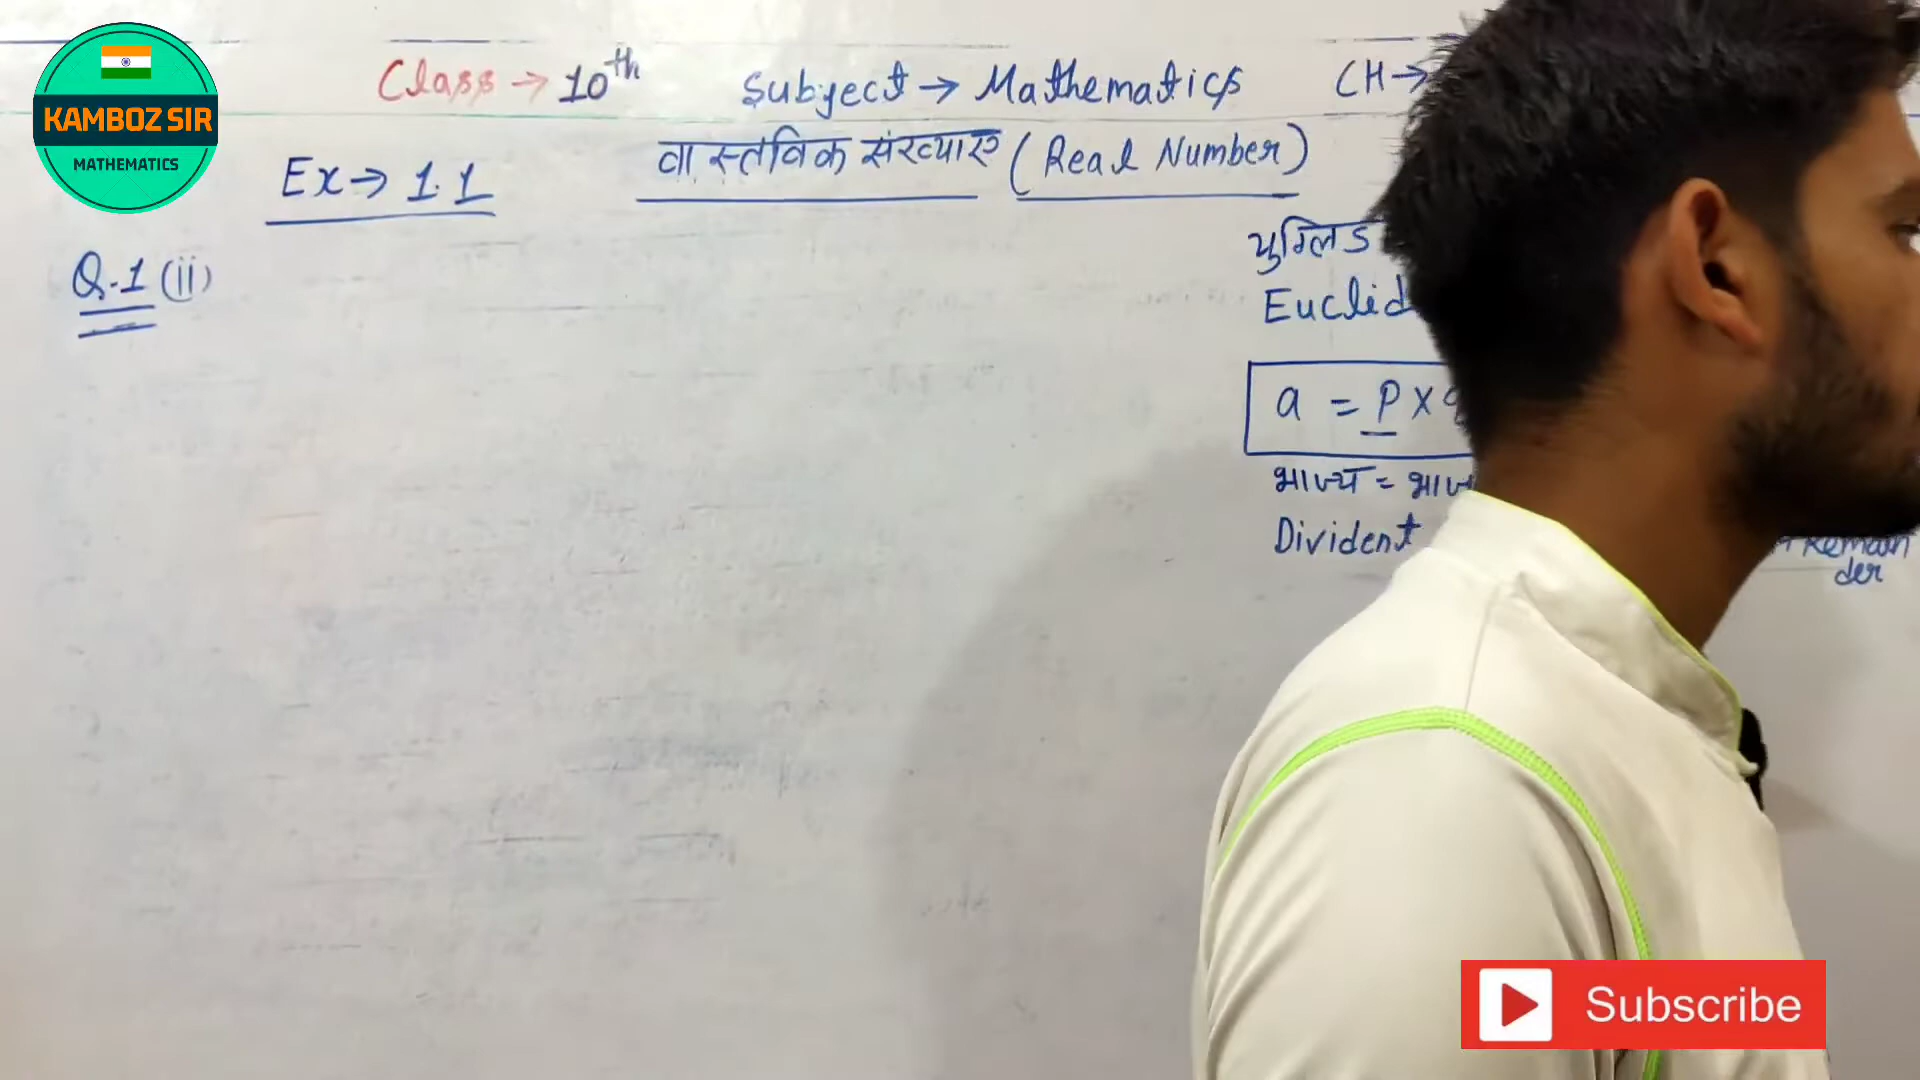 KAMBOZ SIR
MATHEMATICS
Class → 10th Subject → Mathematics CH →
वास्तविक संख्याए (Real Number)
Ex → 1.1
Q.1 (ii)
युग्लिड
Euclid
a = P x
भाज्य =
Divident
+ Remain
der
Subscribe